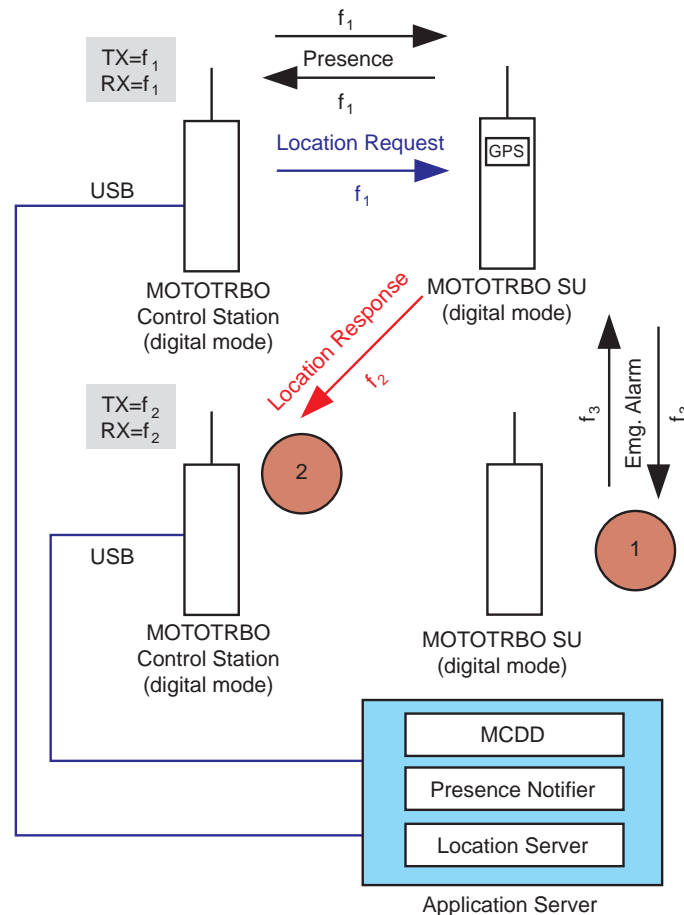 f1
TX=f1
RX=f1
Presence
f1
Location Request
f1
GPS
USB
MOTOTRBO
Control Station
(digital mode)
MOTOTRBO SU
(digital mode)
Location Response
f2
TX=f2
RX=f2
2
f3
Emg. Alarm
f3
1
USB
MOTOTRBO
Control Station
(digital mode)
MOTOTRBO SU
(digital mode)
MCDD
Presence Notifier
Location Server
Application Server